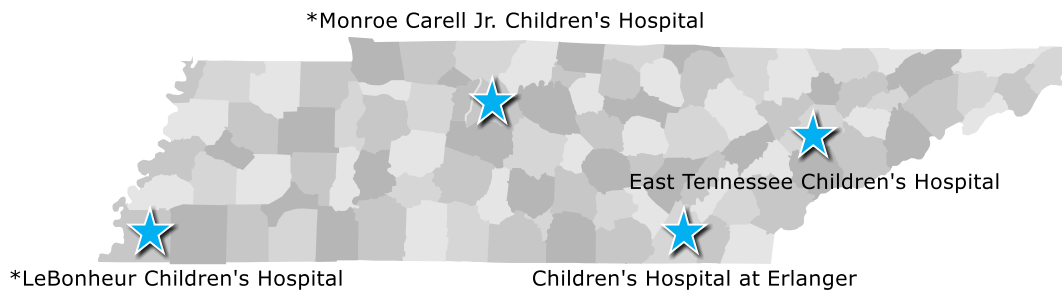 *Monroe Carell Jr. Children's Hospital
East Tennessee Children's Hospital
*LeBonheur Children's Hospital
Children's Hospital at Erlanger